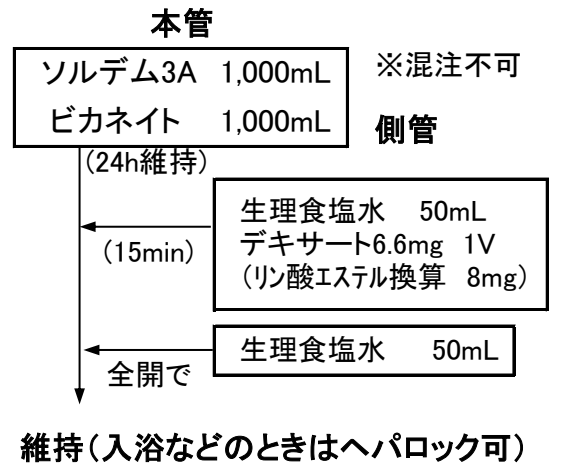 本管
ソルデム3A 1,000mL
※混注不可
ビカネイト 1,000mL
側管
(24h維持)
生理食塩水 50mL
デキサート6.6mg 1V
(15min)
(リン酸エステル換算 8mg)
生理食塩水 50mL
全開で
維持(入浴などのときはヘパロック可)